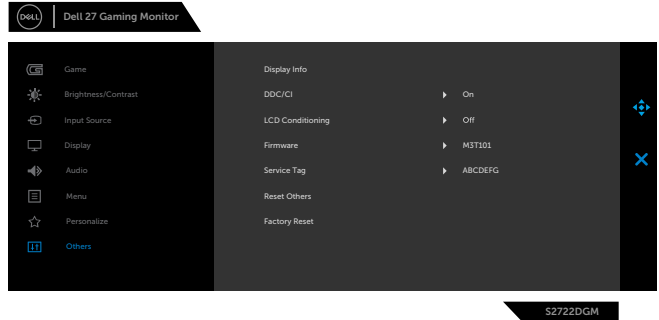 DELL Dell 27 Gaming Monitor
Game Display Info
Brightness/Contrast DDC/CI On
Input Source LCD Conditioning Off
Display Firmware M3T101
Audio Service Tag ABCDEFG
Menu Reset Others
Personalize Factory Reset
Others
S2722DGM